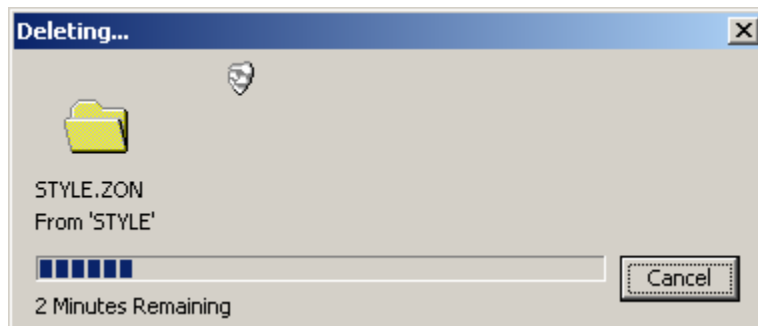 Deleting...
STYLE.ZON
From 'STYLE'
Cancel
2 Minutes Remaining